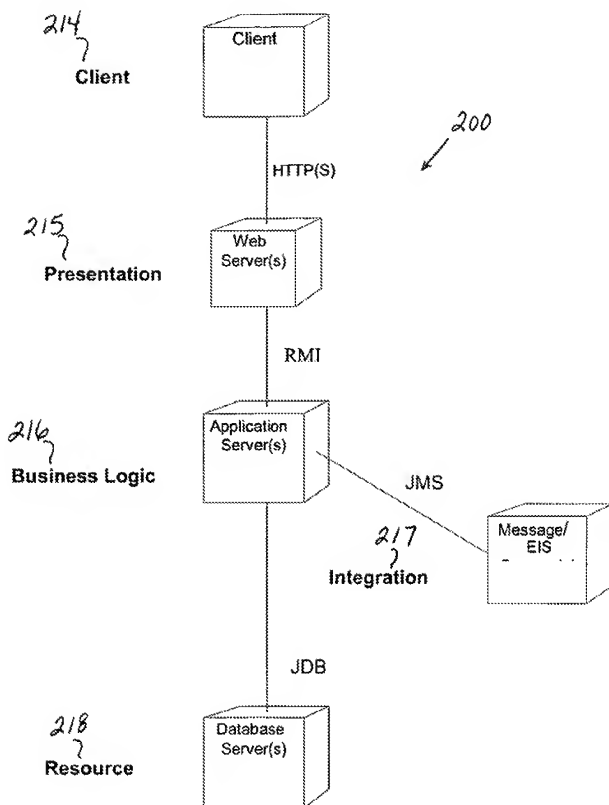 214
Client
Client
HTTP(S)
200
215
Presentation
Web
Server(s)
RMI
216
Business Logic
Application
Server(s)
JMS
217
Integration
Message/
EIS
JDB
218
Resource
Database
Server(s)